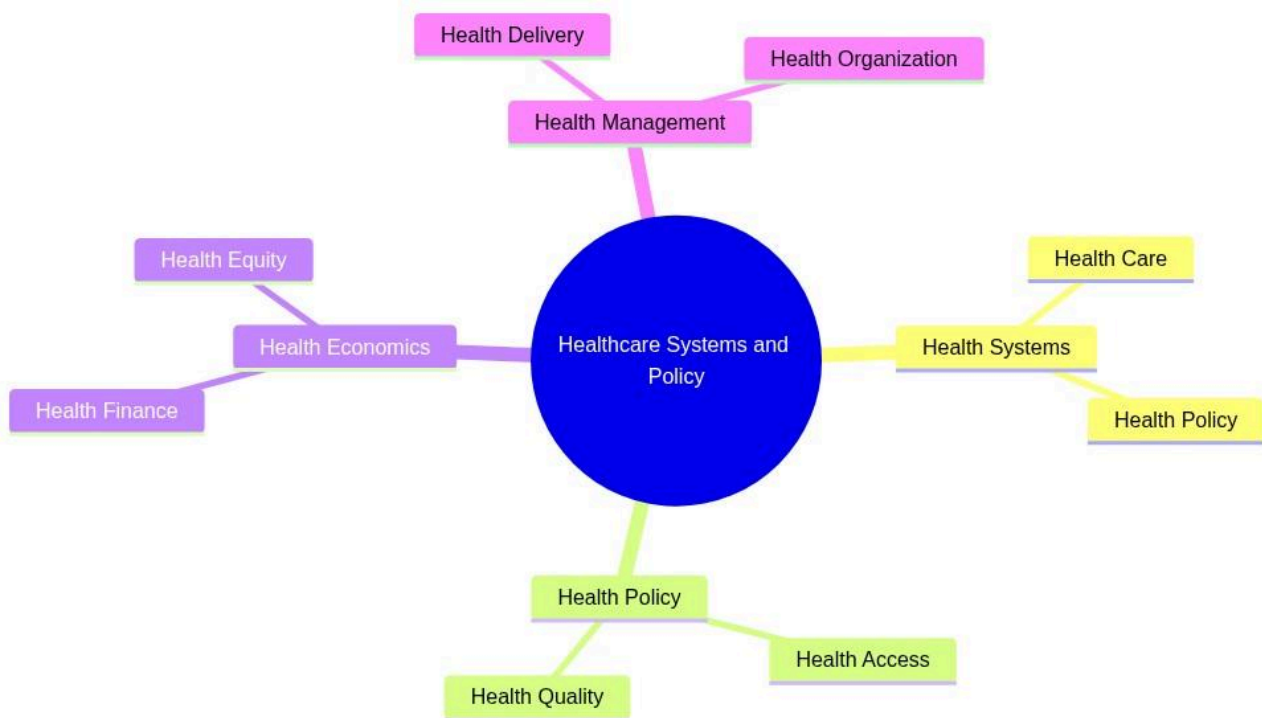 Health Delivery
Health Organization
Health Management
Health Equity
Health Care
Health Economics
Healthcare Systems and
Policy
Health Systems
Health Finance
Health Policy
Health Policy
Health Access
Health Quality